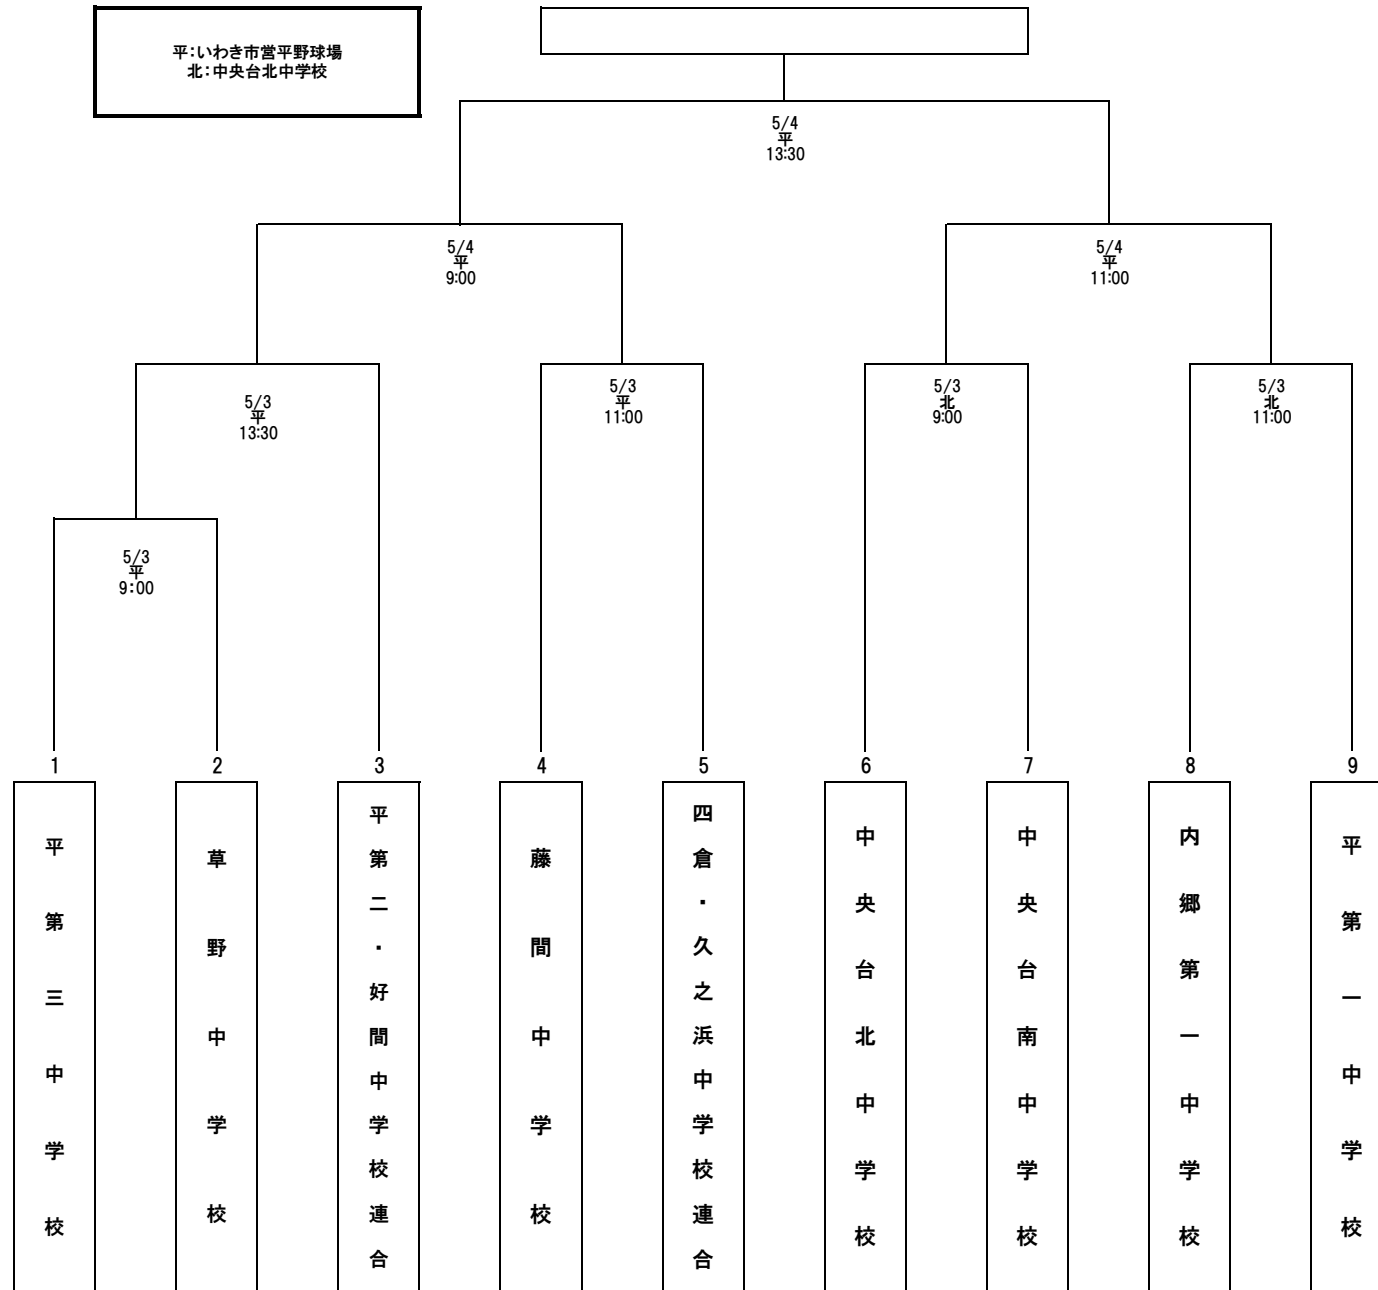 平:いわき市営平野球場
北:中央台北中学校
5/4
平
13:30
5/4
平
9:00
5/4
平
11:00
5/3
平
13:30
5/3
平
11:00
5/3
北
9:00
5/3
北
11:00
5/3
平
9:00
1
2
3
4
5
6
7
8
9
平第三中学校
草野中学校
平第二・好間中学校連合
藤間中学校
四倉・久之浜中学校連合
中央台北中学校
中央台南中学校
内郷第一中学校
平第一中学校